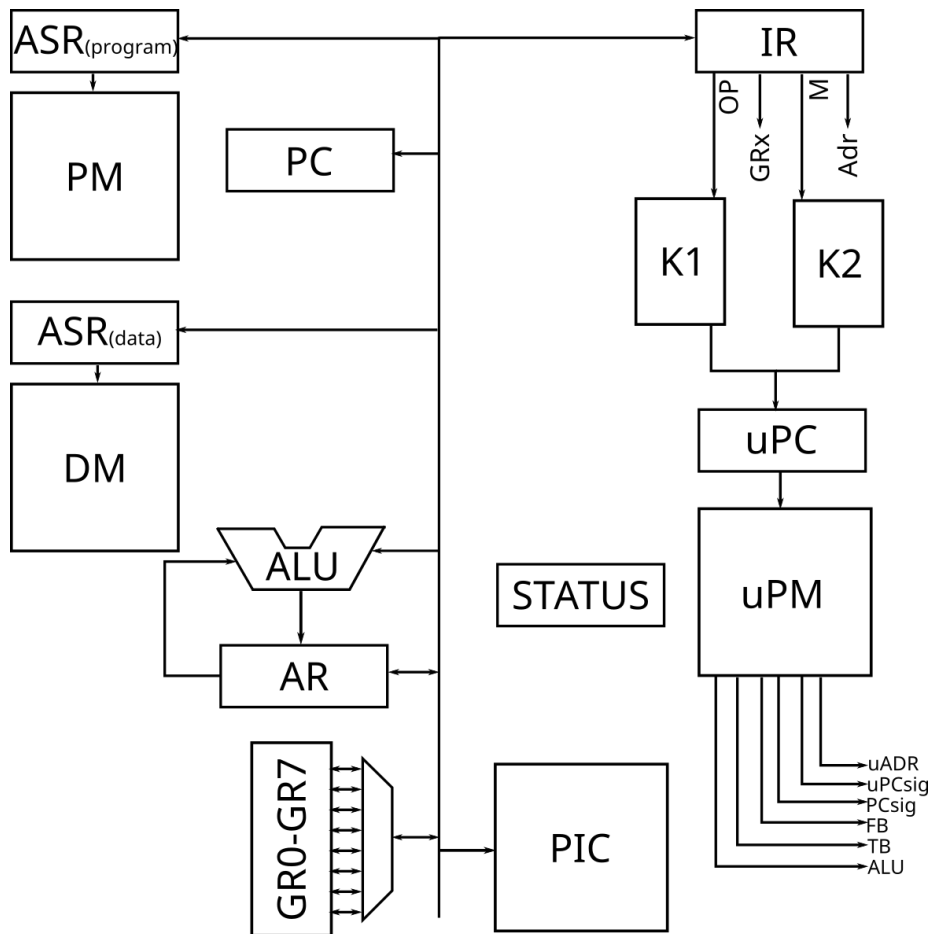 ASR(program)
IR
OP
M
GRx
Adr
PM
PC
K1
K2
ASR(data)
uPC
DM
ALU
STATUS
uPM
AR
GR0-GR7
PIC
uADR
uPCsig
PCsig
FB
TB
ALU